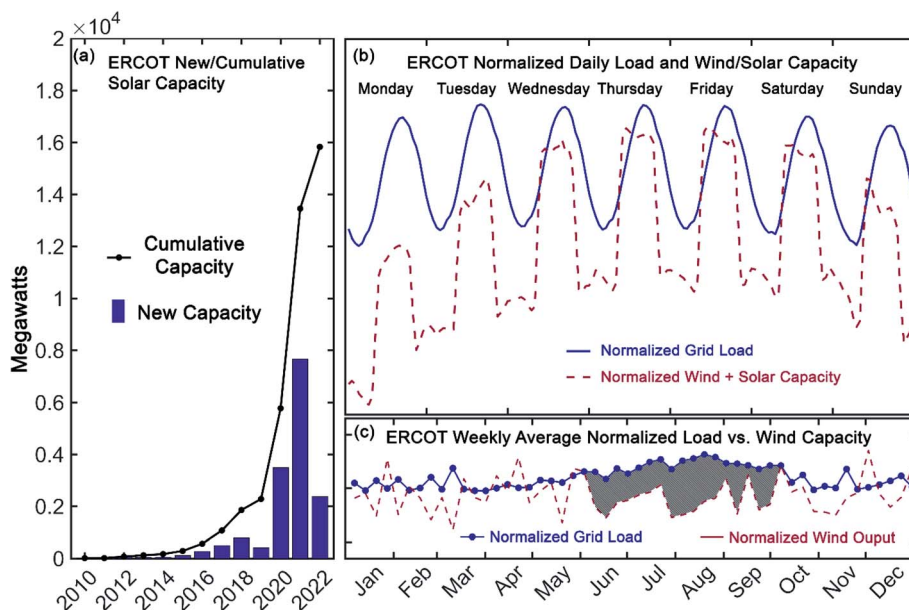 2 ×10⁴
(a)
ERCOT New/Cumulative
Solar Capacity
1.8
1.6
1.4
1.2
1
0.8
0.6
0.4
0.2
0
Megawatts
Cumulative
Capacity
New Capacity
2010
2012
2014
2016
2018
2020
2022
(b)
ERCOT Normalized Daily Load and Wind/Solar Capacity
Monday Tuesday Wednesday Thursday Friday Saturday Sunday
Normalized Grid Load
Normalized Wind + Solar Capacity
(c)
ERCOT Weekly Average Normalized Load vs. Wind Capacity
Normalized Grid Load
Normalized Wind Ouput
Jan Feb Mar Apr May Jun Jul Aug Sep Oct Nov Dec